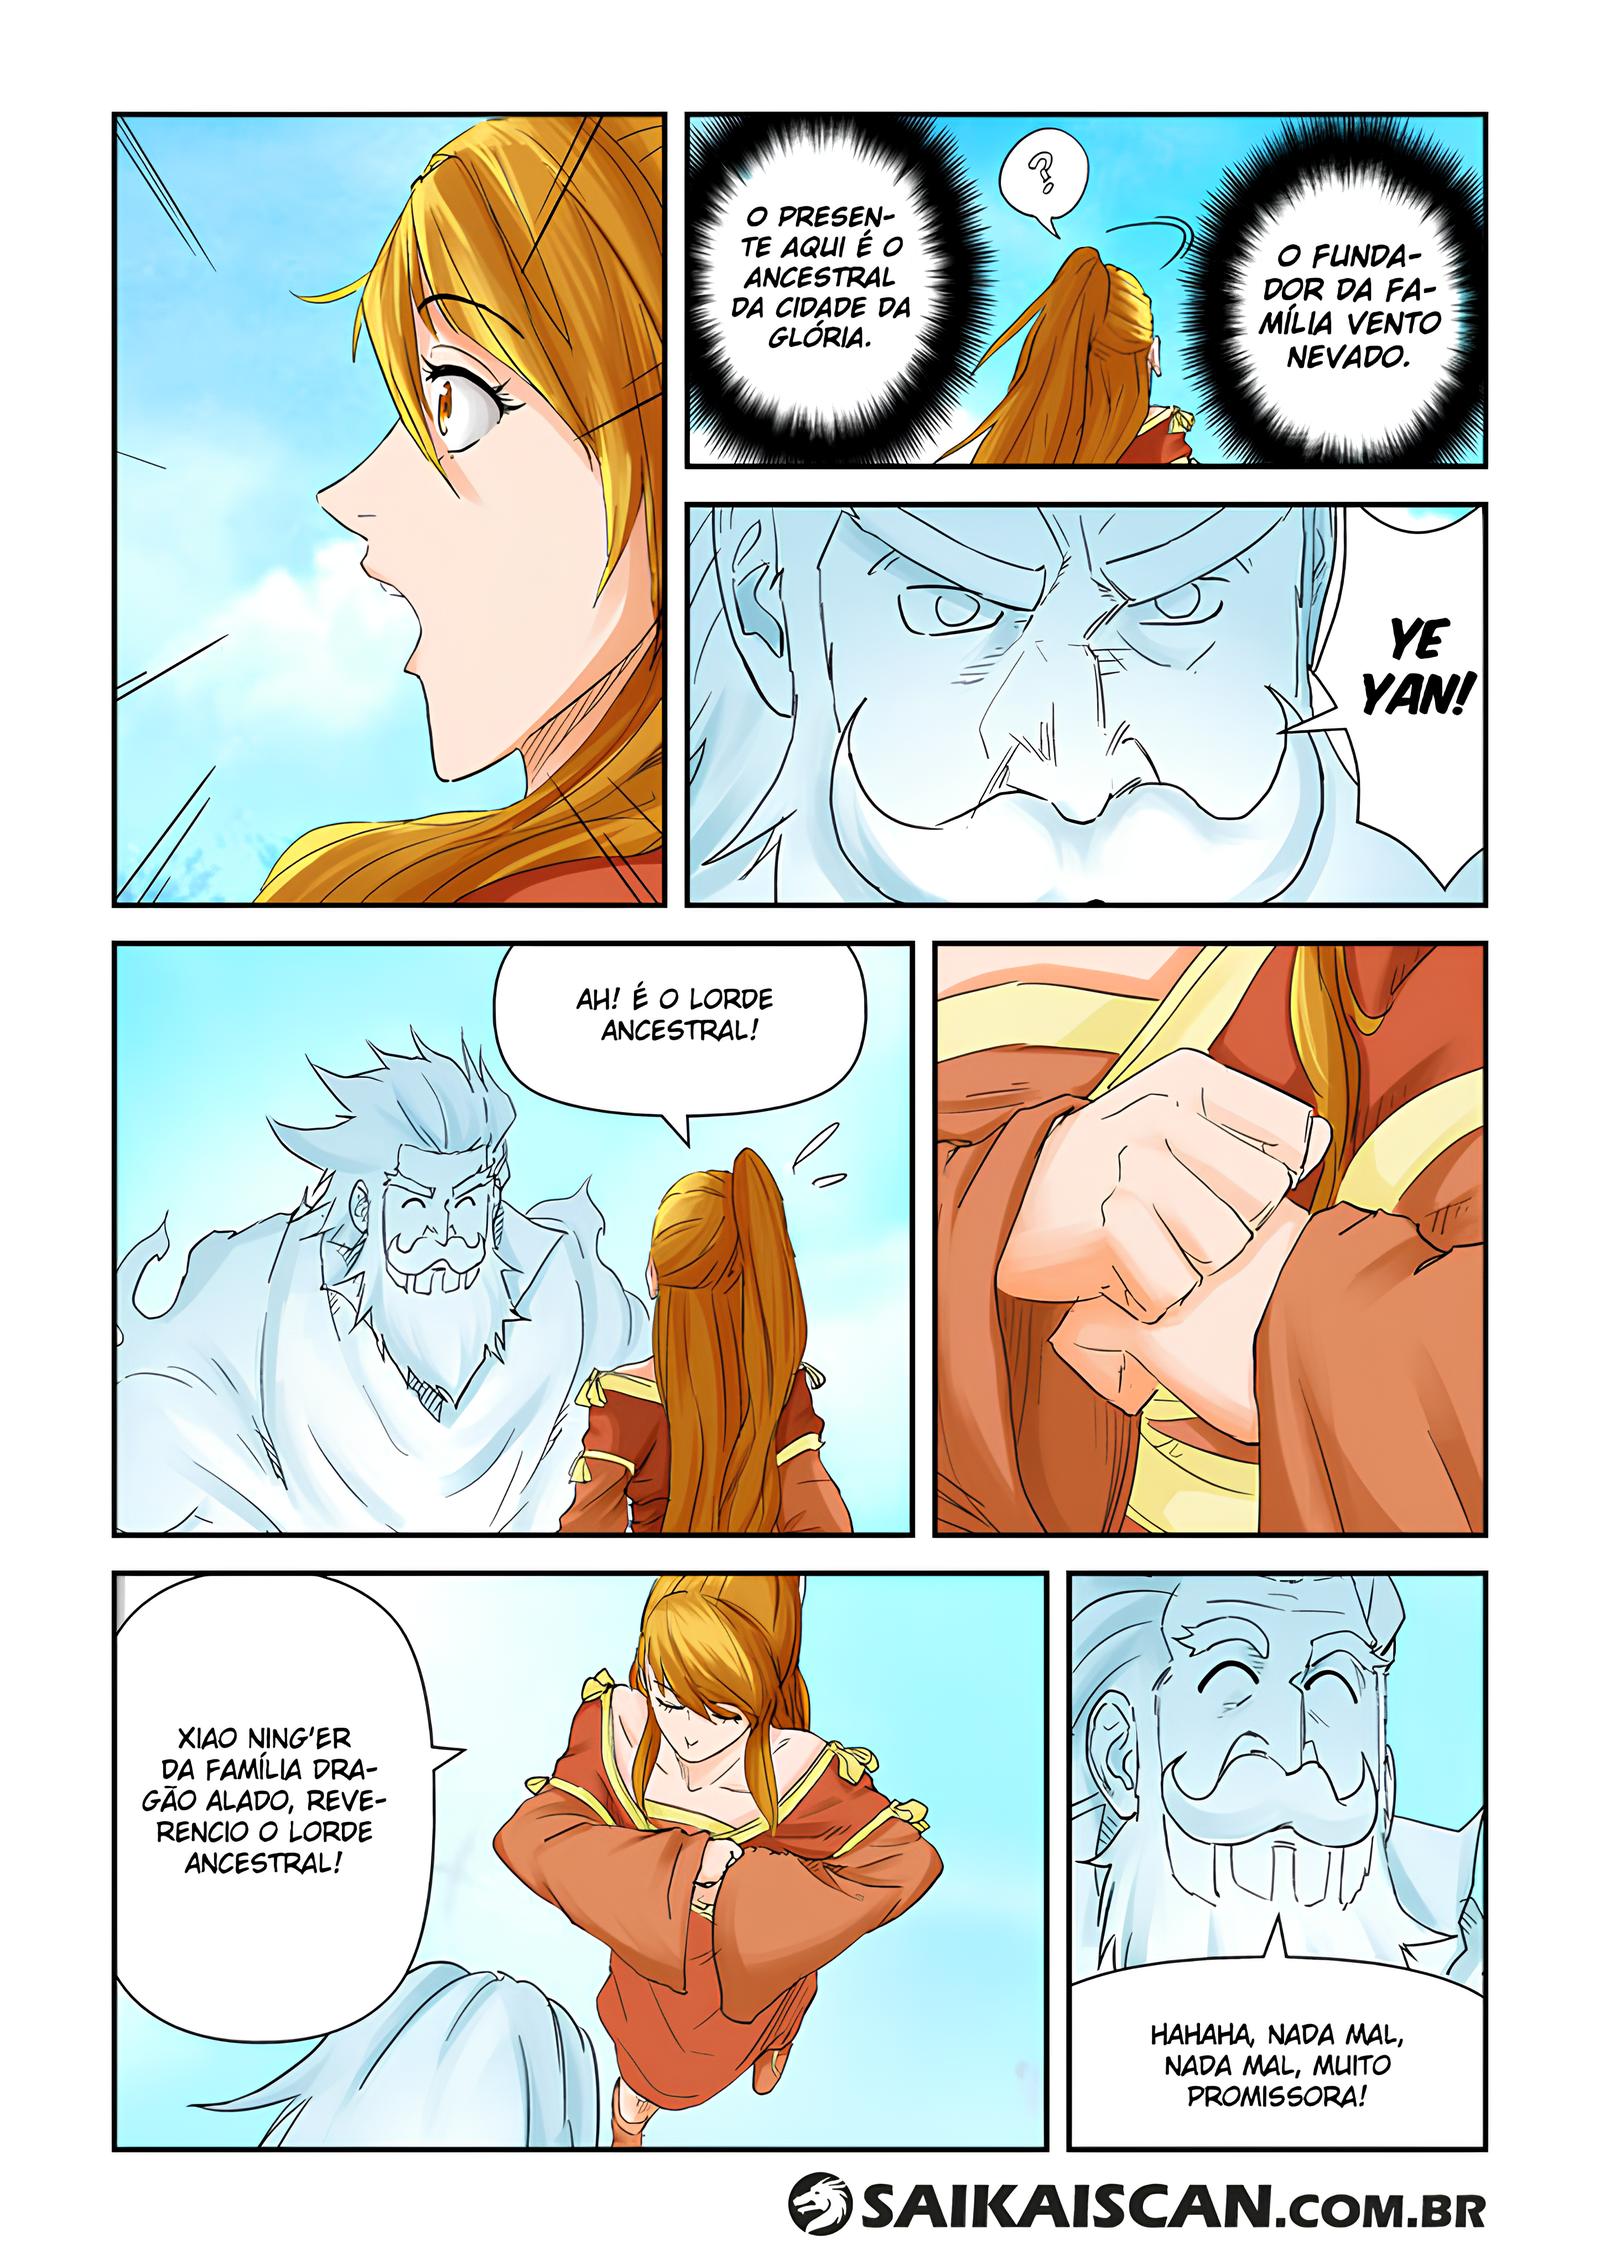 O PRESEN-
TE AQUI É O
ANCESTRAL
DA CIDADE DA
GLÓRIA.
?
O FUNDA-
DOR DA FA-
MÍLIA VENTO
NEVADO.
YE
YAN!
AH! É O LORDE
ANCESTRAL!
XIAO NING'ER
DA FAMÍLIA DRA-
GÃO ALADO, REVE-
RENCIO O LORDE
ANCESTRAL!
HAHAHA, NADA MAL,
NADA MAL, MUITO
PROMISSORA!
SAIKAISCAN.COM.BR